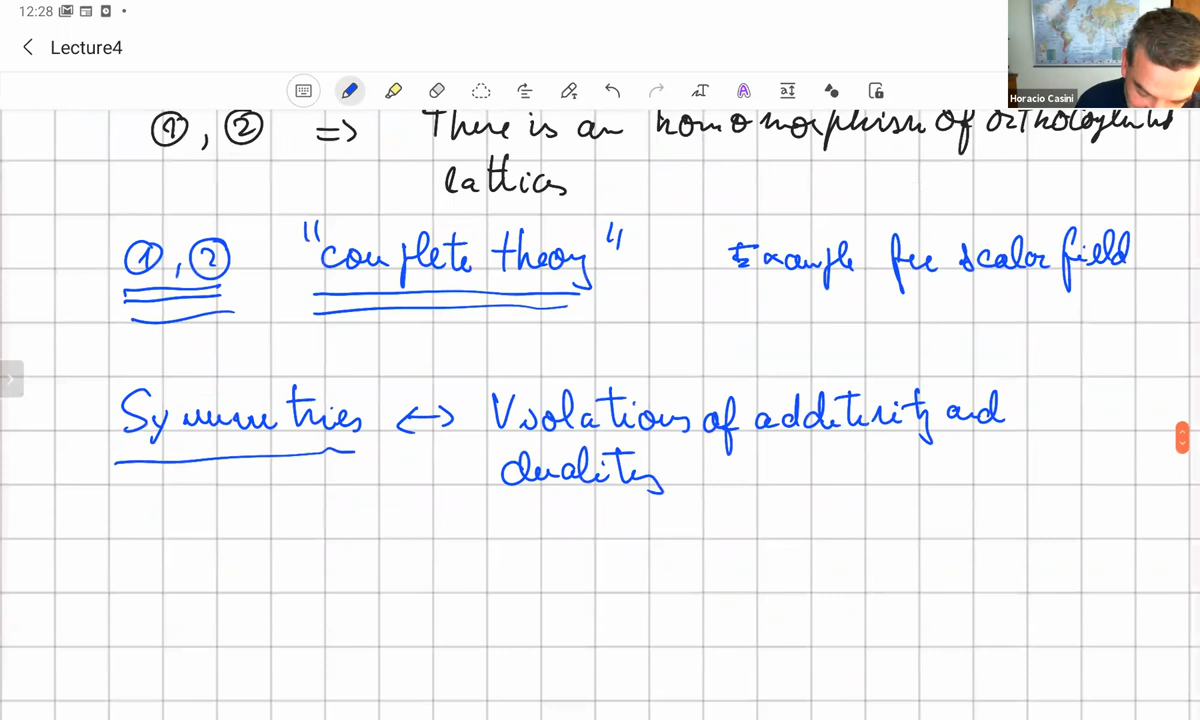 12:28
Lecture4
Horacio Casini
①, ② => There is an homomorphism of orthocomplemented
lattices
①, ② "complete theory" Example free scalar field
Symmetries <-> Violations of additivity and
duality